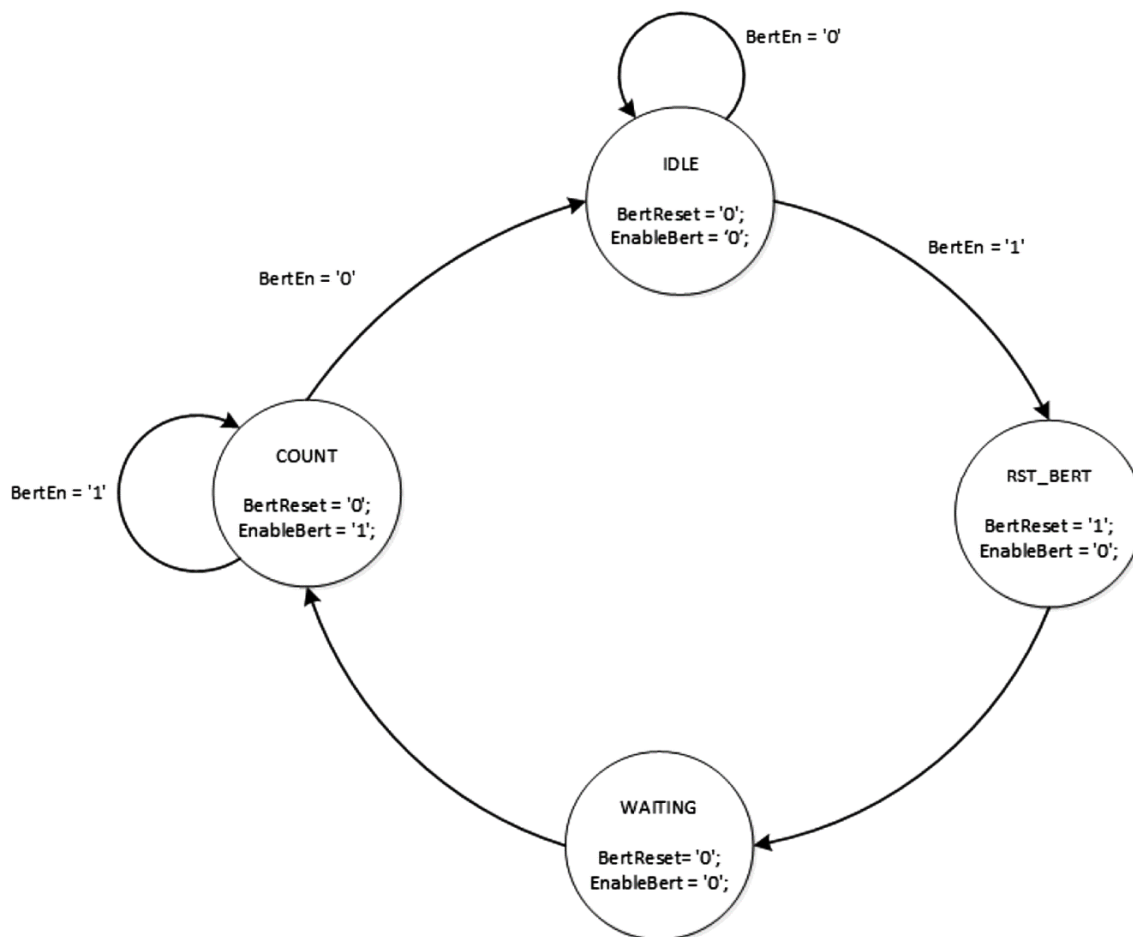 BertEn = '0'
IDLE
BertReset = '0';
EnableBert = ‘0’;
BertEn = '1'
BertEn = '0'
COUNT
BertReset = '0';
EnableBert = '1';
BertEn = '1'
RST_BERT
BertReset = '1';
EnableBert = '0';
WAITING
BertReset= '0';
EnableBert = '0';